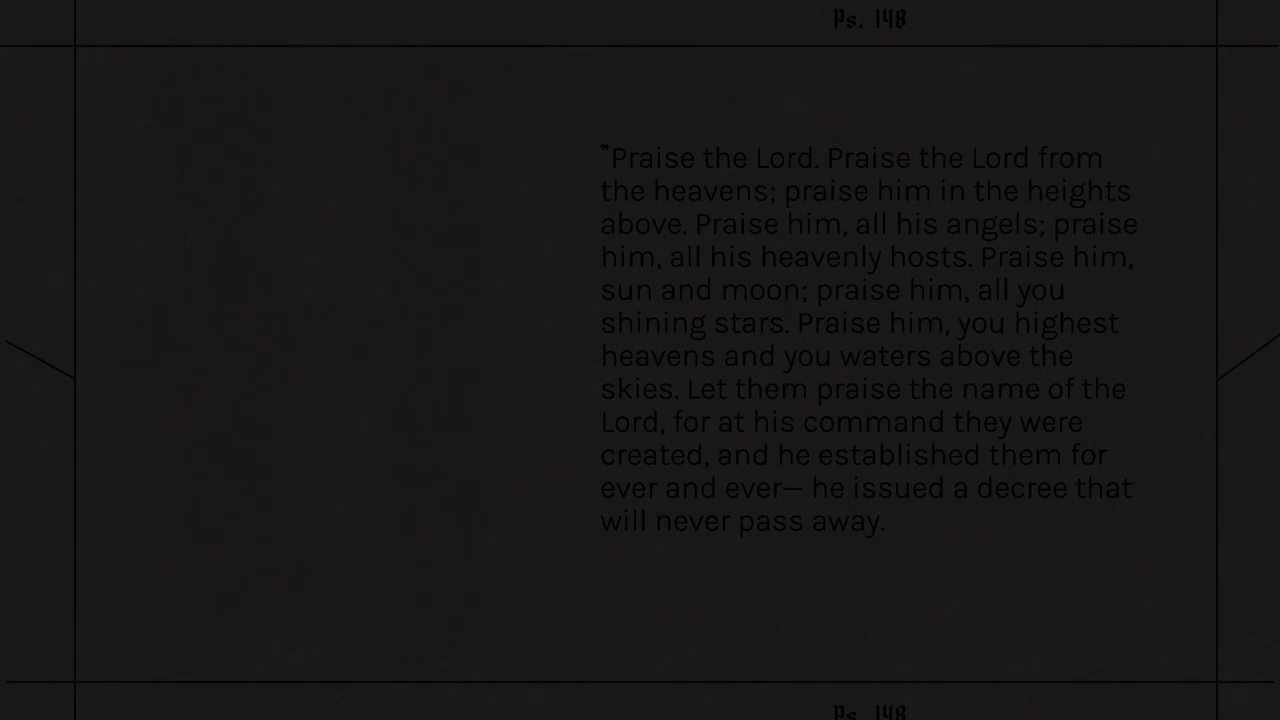 Ps. 148
"Praise the Lord. Praise the Lord from
the heavens; praise him in the heights
above. Praise him, all his angels; praise
him, all his heavenly hosts. Praise him,
sun and moon; praise him, all you
shining stars. Praise him, you highest
heavens and you waters above the
skies. Let them praise the name of the
Lord, for at his command they were
created, and he established them for
ever and ever— he issued a decree that
will never pass away.
Ps. 148